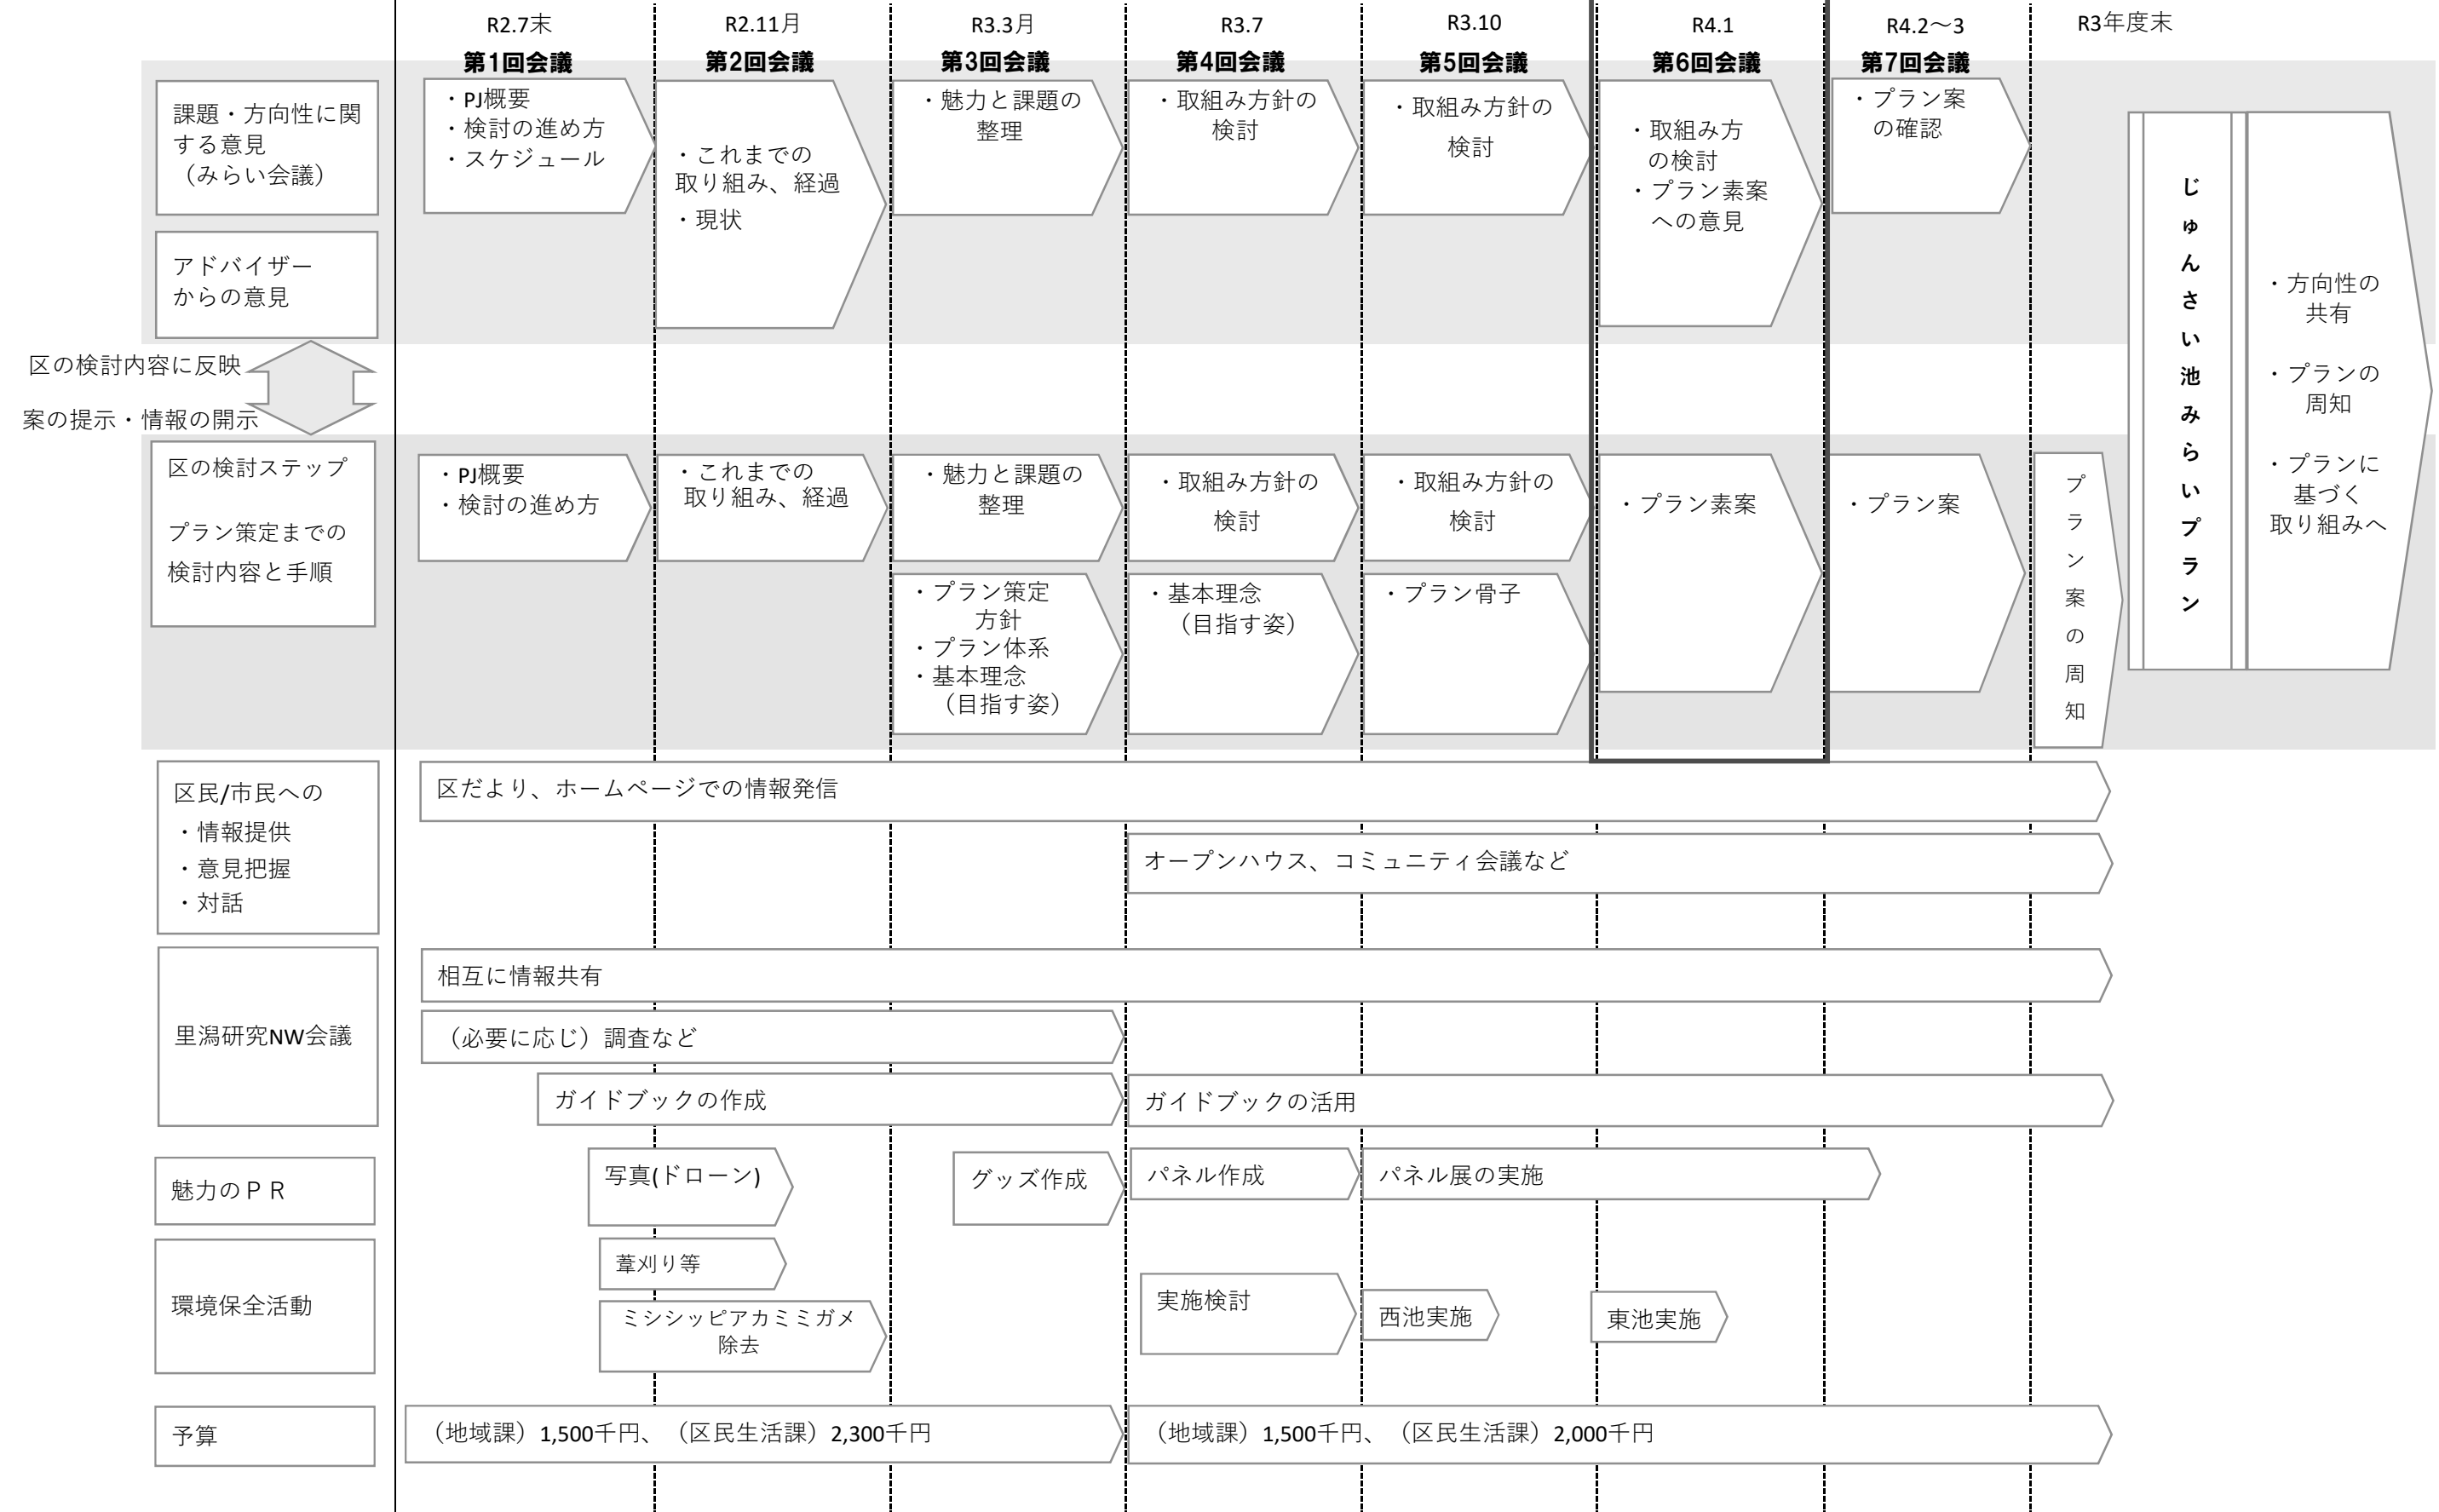 R2.7末
R2.11月
R3.3月
R3.7
R3.10
R4.1
R4.2～3
R3年度末
第1回会議
第2回会議
第3回会議
第4回会議
第5回会議
第6回会議
第7回会議
課題・方向性に関
する意見
（みらい会議）
アドバイザー
からの意見
・PJ概要
・検討の進め方
・スケジュール
・これまでの
取り組み、経過
・現状
・魅力と課題の
整理
・取組み方針の
検討
・取組み方針の
検討
・取組み方
の検討
・プラン素案
への意見
・プラン案
の確認
じゅんさい池みらいプラン
・方向性の
共有
・プランの
周知
・プランに
基づく
取り組みへ
区の検討内容に反映
案の提示・情報の開示
区の検討ステップ
プラン策定までの
検討内容と手順
・PJ概要
・検討の進め方
・これまでの
取り組み、経過
・魅力と課題の
整理
・取組み方針の
検討
・取組み方針の
検討
・プラン素案
・プラン案
プラン案の周知
・プラン策定
方針
・プラン体系
・基本理念
（目指す姿）
・基本理念
（目指す姿）
・プラン骨子
区民/市民への
・情報提供
・意見把握
・対話
区だより、ホームページでの情報発信
オープンハウス、コミュニティ会議など
里潟研究NW会議
相互に情報共有
（必要に応じ）調査など
ガイドブックの作成
ガイドブックの活用
魅力のＰＲ
写真(ドローン)
グッズ作成
パネル作成
パネル展の実施
環境保全活動
葦刈り等
ミシシッピアカミミガメ
除去
実施検討
西池実施
東池実施
予算
（地域課）1,500千円、（区民生活課）2,300千円
（地域課）1,500千円、（区民生活課）2,000千円